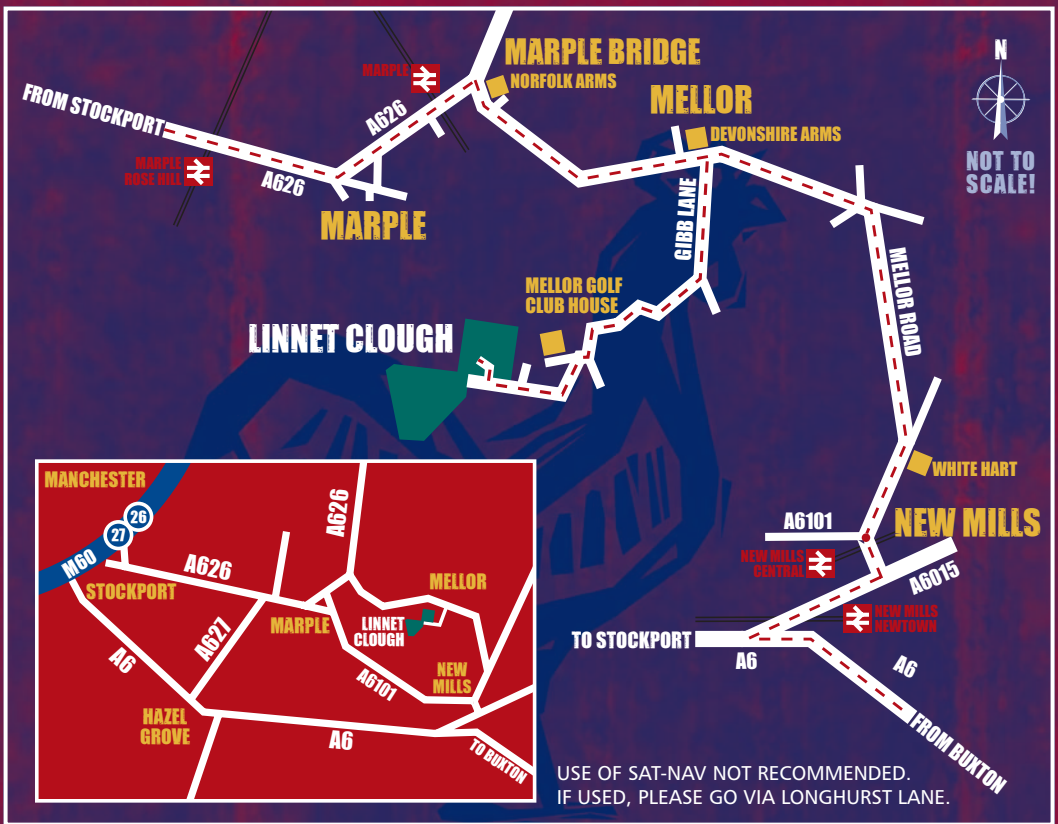 MARPLE BRIDGE
NORFOLK ARMS
MARPLE
A626
FROM STOCKPORT
MELLOR
DEVONSHIRE ARMS
N
NOT TO
SCALE!
MARPLE
ROSE HILL
A626
MARPLE
GIBB LANE
MELLOR ROAD
MELLOR GOLF
CLUB HOUSE
LINNET CLOUGH
WHITE HART
A6101
NEW MILLS
NEW MILLS
CENTRAL
A6015
NEW MILLS
NEWTOWN
TO STOCKPORT
A6
A6
FROM BUXTON
MANCHESTER
26
27
M60
A626
A626
STOCKPORT
MELLOR
MARPLE
LINNET
CLOUGH
A627
A6
A6101
NEW
MILLS
HAZEL
GROVE
A6
TO BUXTON
USE OF SAT-NAV NOT RECOMMENDED.
IF USED, PLEASE GO VIA LONGHURST LANE.